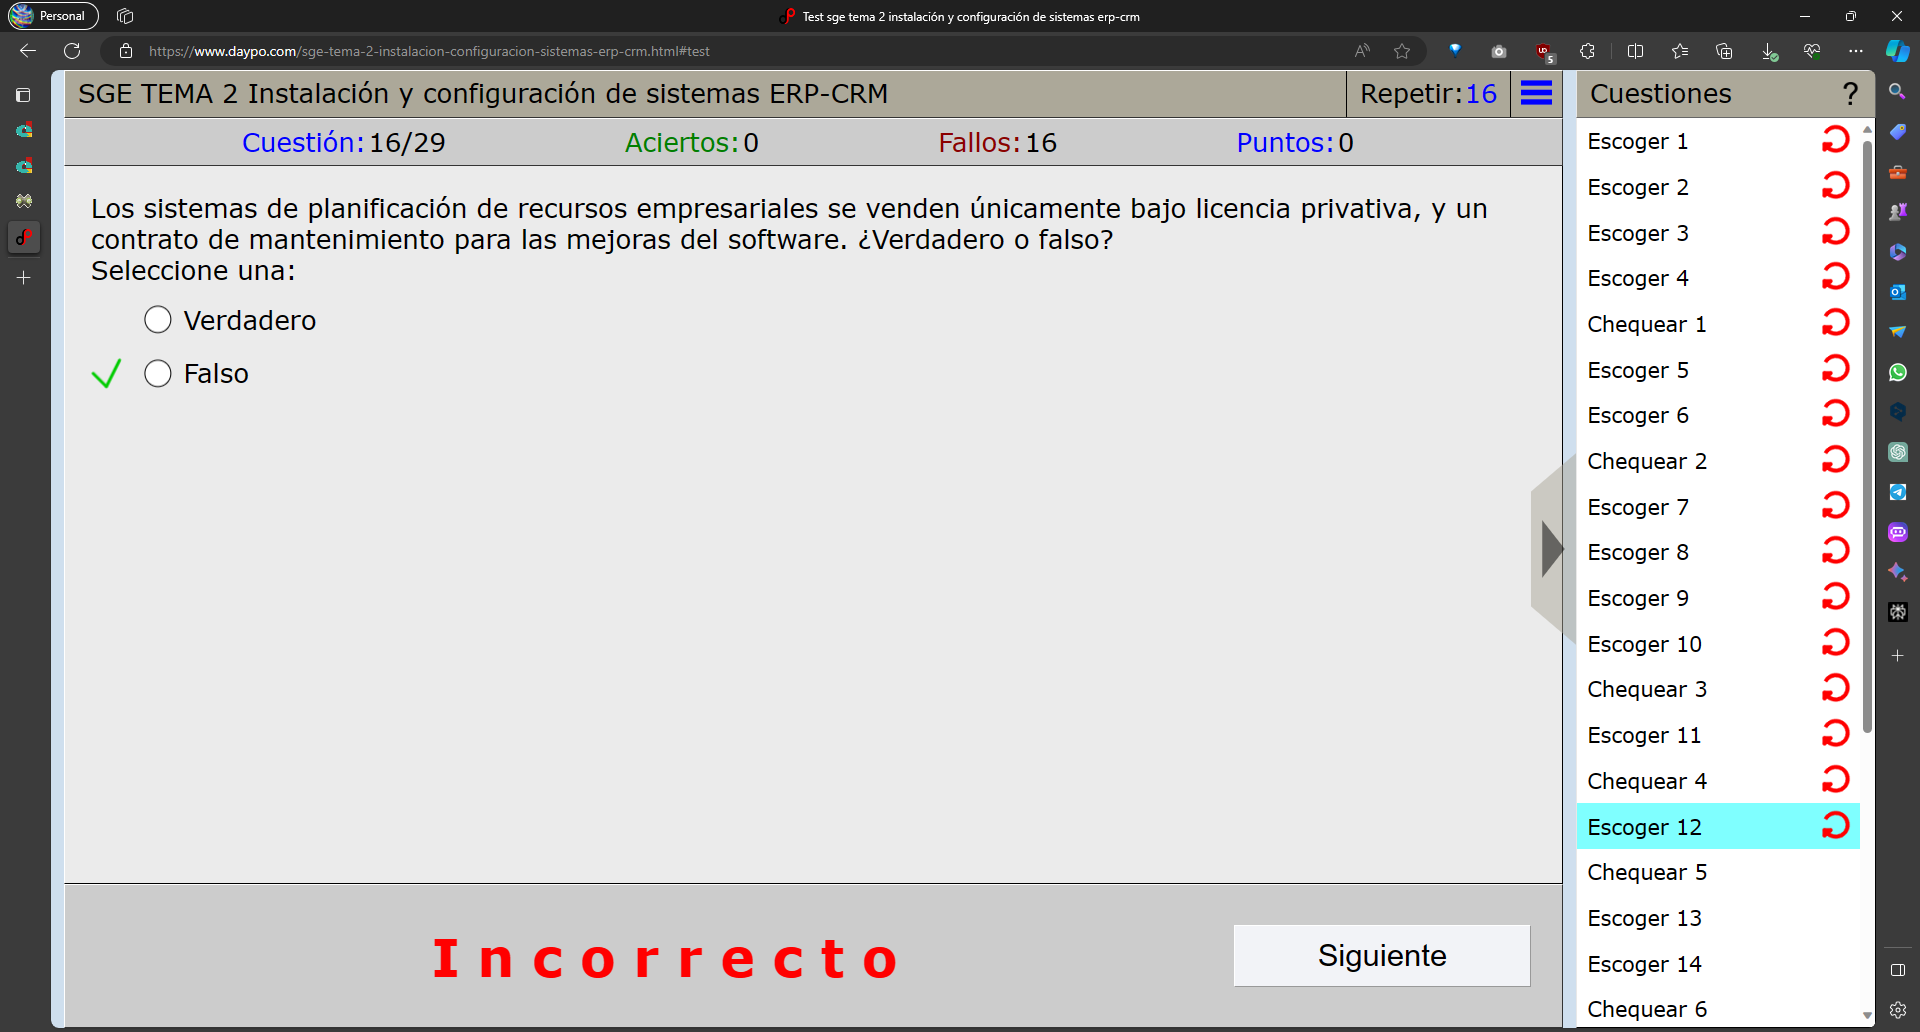 Personal
Test sge tema 2 instalación y configuración de sistemas erp-crm
https://www.daypo.com/sge-tema-2-instalacion-configuracion-sistemas-erp-crm.html#test
5
SGE TEMA 2 Instalación y configuración de sistemas ERP-CRM
Repetir:16
Cuestión:16/29
Aciertos:0
Fallos:16
Puntos:0
Los sistemas de planificación de recursos empresariales se venden únicamente bajo licencia privativa, y un
contrato de mantenimiento para las mejoras del software. ¿Verdadero o falso?
Seleccione una:
Verdadero
Falso
Incorrecto
Siguiente
Cuestiones ?
Escoger 1
Escoger 2
Escoger 3
Escoger 4
Chequear 1
Escoger 5
Escoger 6
Chequear 2
Escoger 7
Escoger 8
Escoger 9
Escoger 10
Chequear 3
Escoger 11
Chequear 4
Escoger 12
Chequear 5
Escoger 13
Escoger 14
Chequear 6